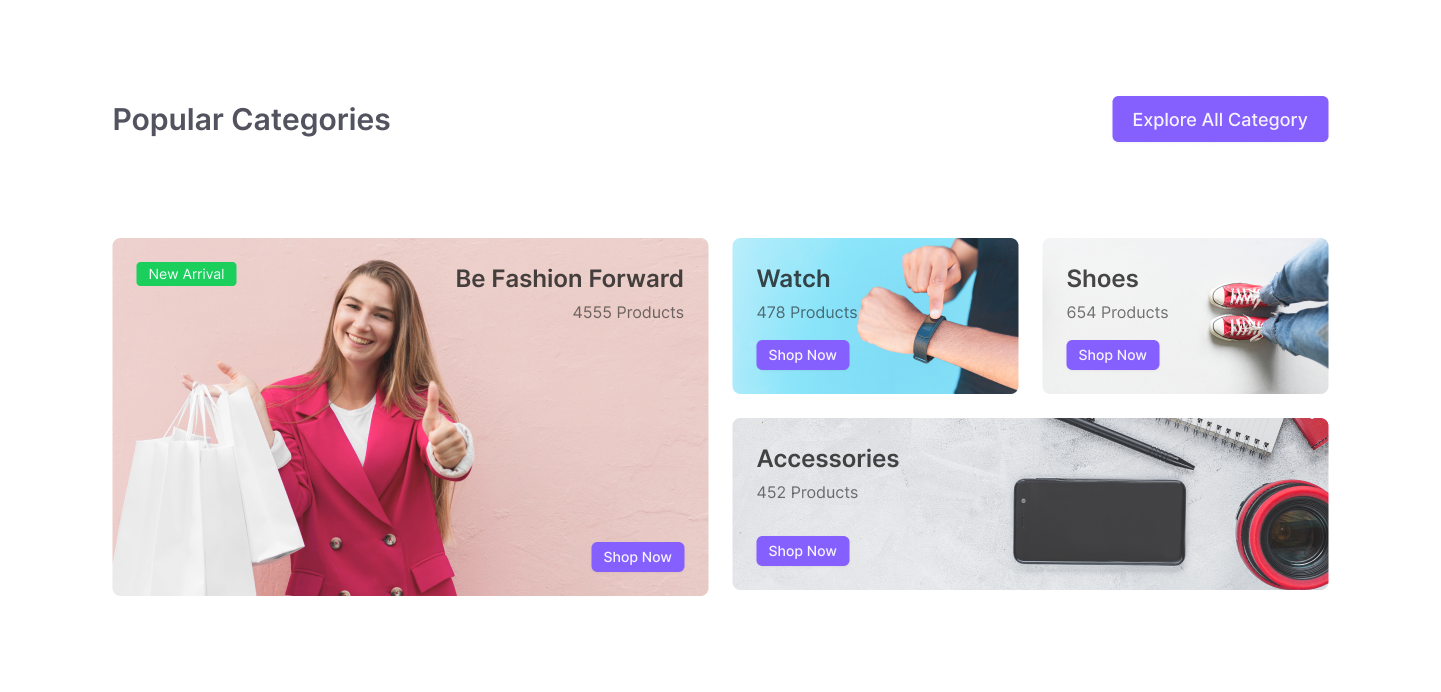 Popular Categories
Explore All Category
New Arrival
Be Fashion Forward
4555 Products
Shop Now
Watch
478 Products
Shop Now
Shoes
654 Products
Shop Now
Accessories
452 Products
Shop Now